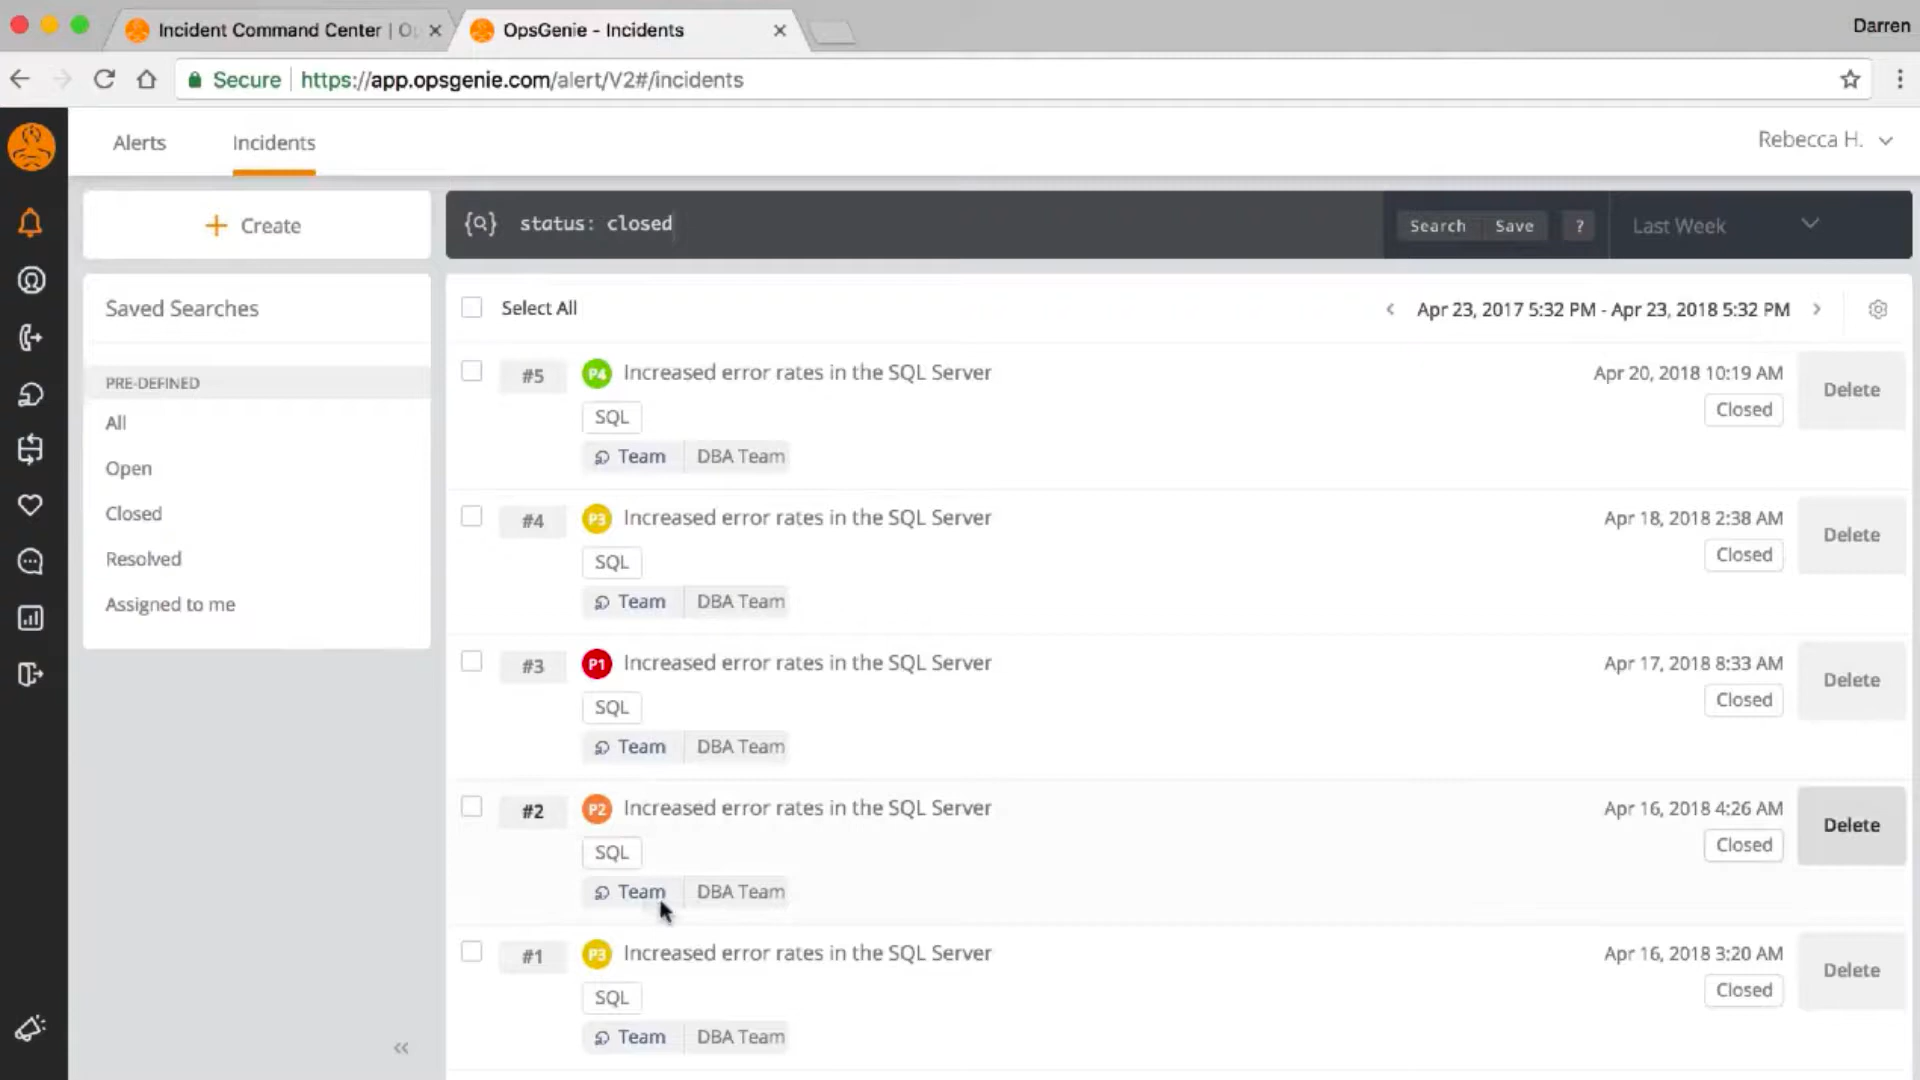 Incident Command Center | O
OpsGenie - Incidents
Darren
Secure https://app.opsgenie.com/alert/V2#/incidents
Alerts Incidents
Rebecca H.
+ Create
status: closed
Search Save ?
Last Week
Saved Searches
PRE-DEFINED
All
Open
Closed
Resolved
Assigned to me
Select All
Apr 23, 2017 5:32 PM - Apr 23, 2018 5:32 PM
#5 P4 Increased error rates in the SQL Server
Apr 20, 2018 10:19 AM
Delete
Closed
SQL
Team DBA Team
#4 P3 Increased error rates in the SQL Server
Apr 18, 2018 2:38 AM
Delete
Closed
SQL
Team DBA Team
#3 P1 Increased error rates in the SQL Server
Apr 17, 2018 8:33 AM
Delete
Closed
SQL
Team DBA Team
#2 P2 Increased error rates in the SQL Server
Apr 16, 2018 4:26 AM
Delete
Closed
SQL
Team DBA Team
#1 P3 Increased error rates in the SQL Server
Apr 16, 2018 3:20 AM
Delete
Closed
SQL
Team DBA Team